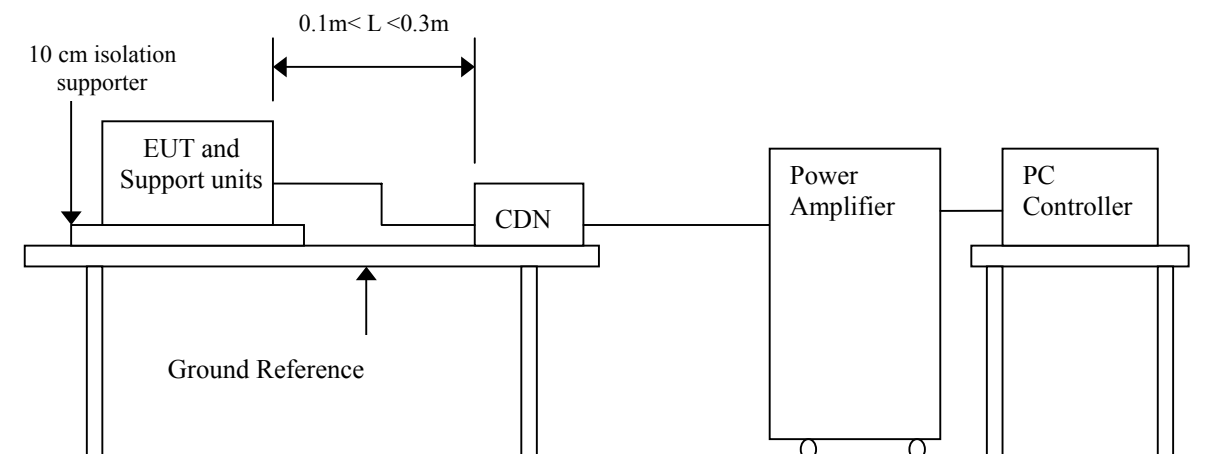 0.1m< L <0.3m
10 cm isolation
supporter
EUT and
Support units
CDN
Power
Amplifier
PC
Controller
Ground Reference